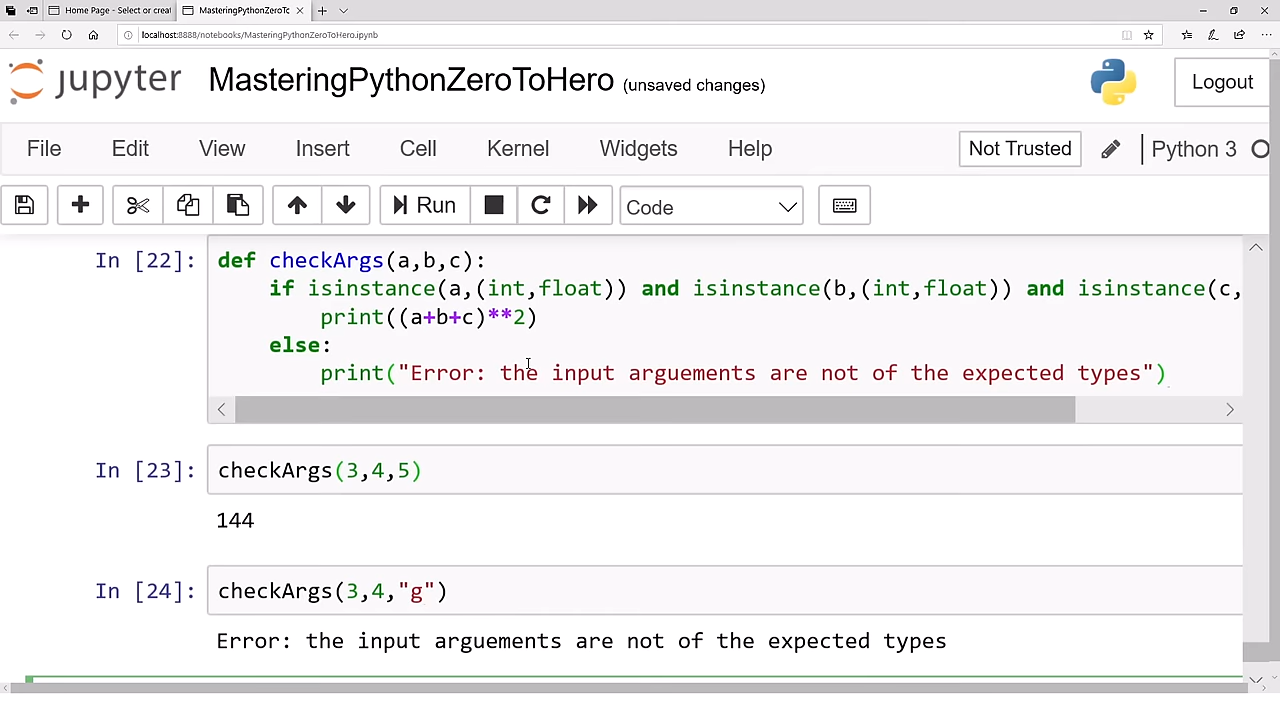 Home Page - Select or creat
MasteringPythonZeroTc
localhost:8888/notebooks/MasteringPythonZeroToHero.ipynb
jupyter MasteringPythonZeroToHero (unsaved changes)
Logout
File Edit View Insert Cell Kernel Widgets Help Not Trusted Python 3
Run Code
In [22]: def checkArgs(a,b,c):
if isinstance(a,(int,float)) and isinstance(b,(int,float)) and isinstance(c,
print((a+b+c)**2)
else:
print("Error: the input arguements are not of the expected types")
In [23]: checkArgs(3,4,5)
144
In [24]: checkArgs(3,4,"g")
Error: the input arguements are not of the expected types